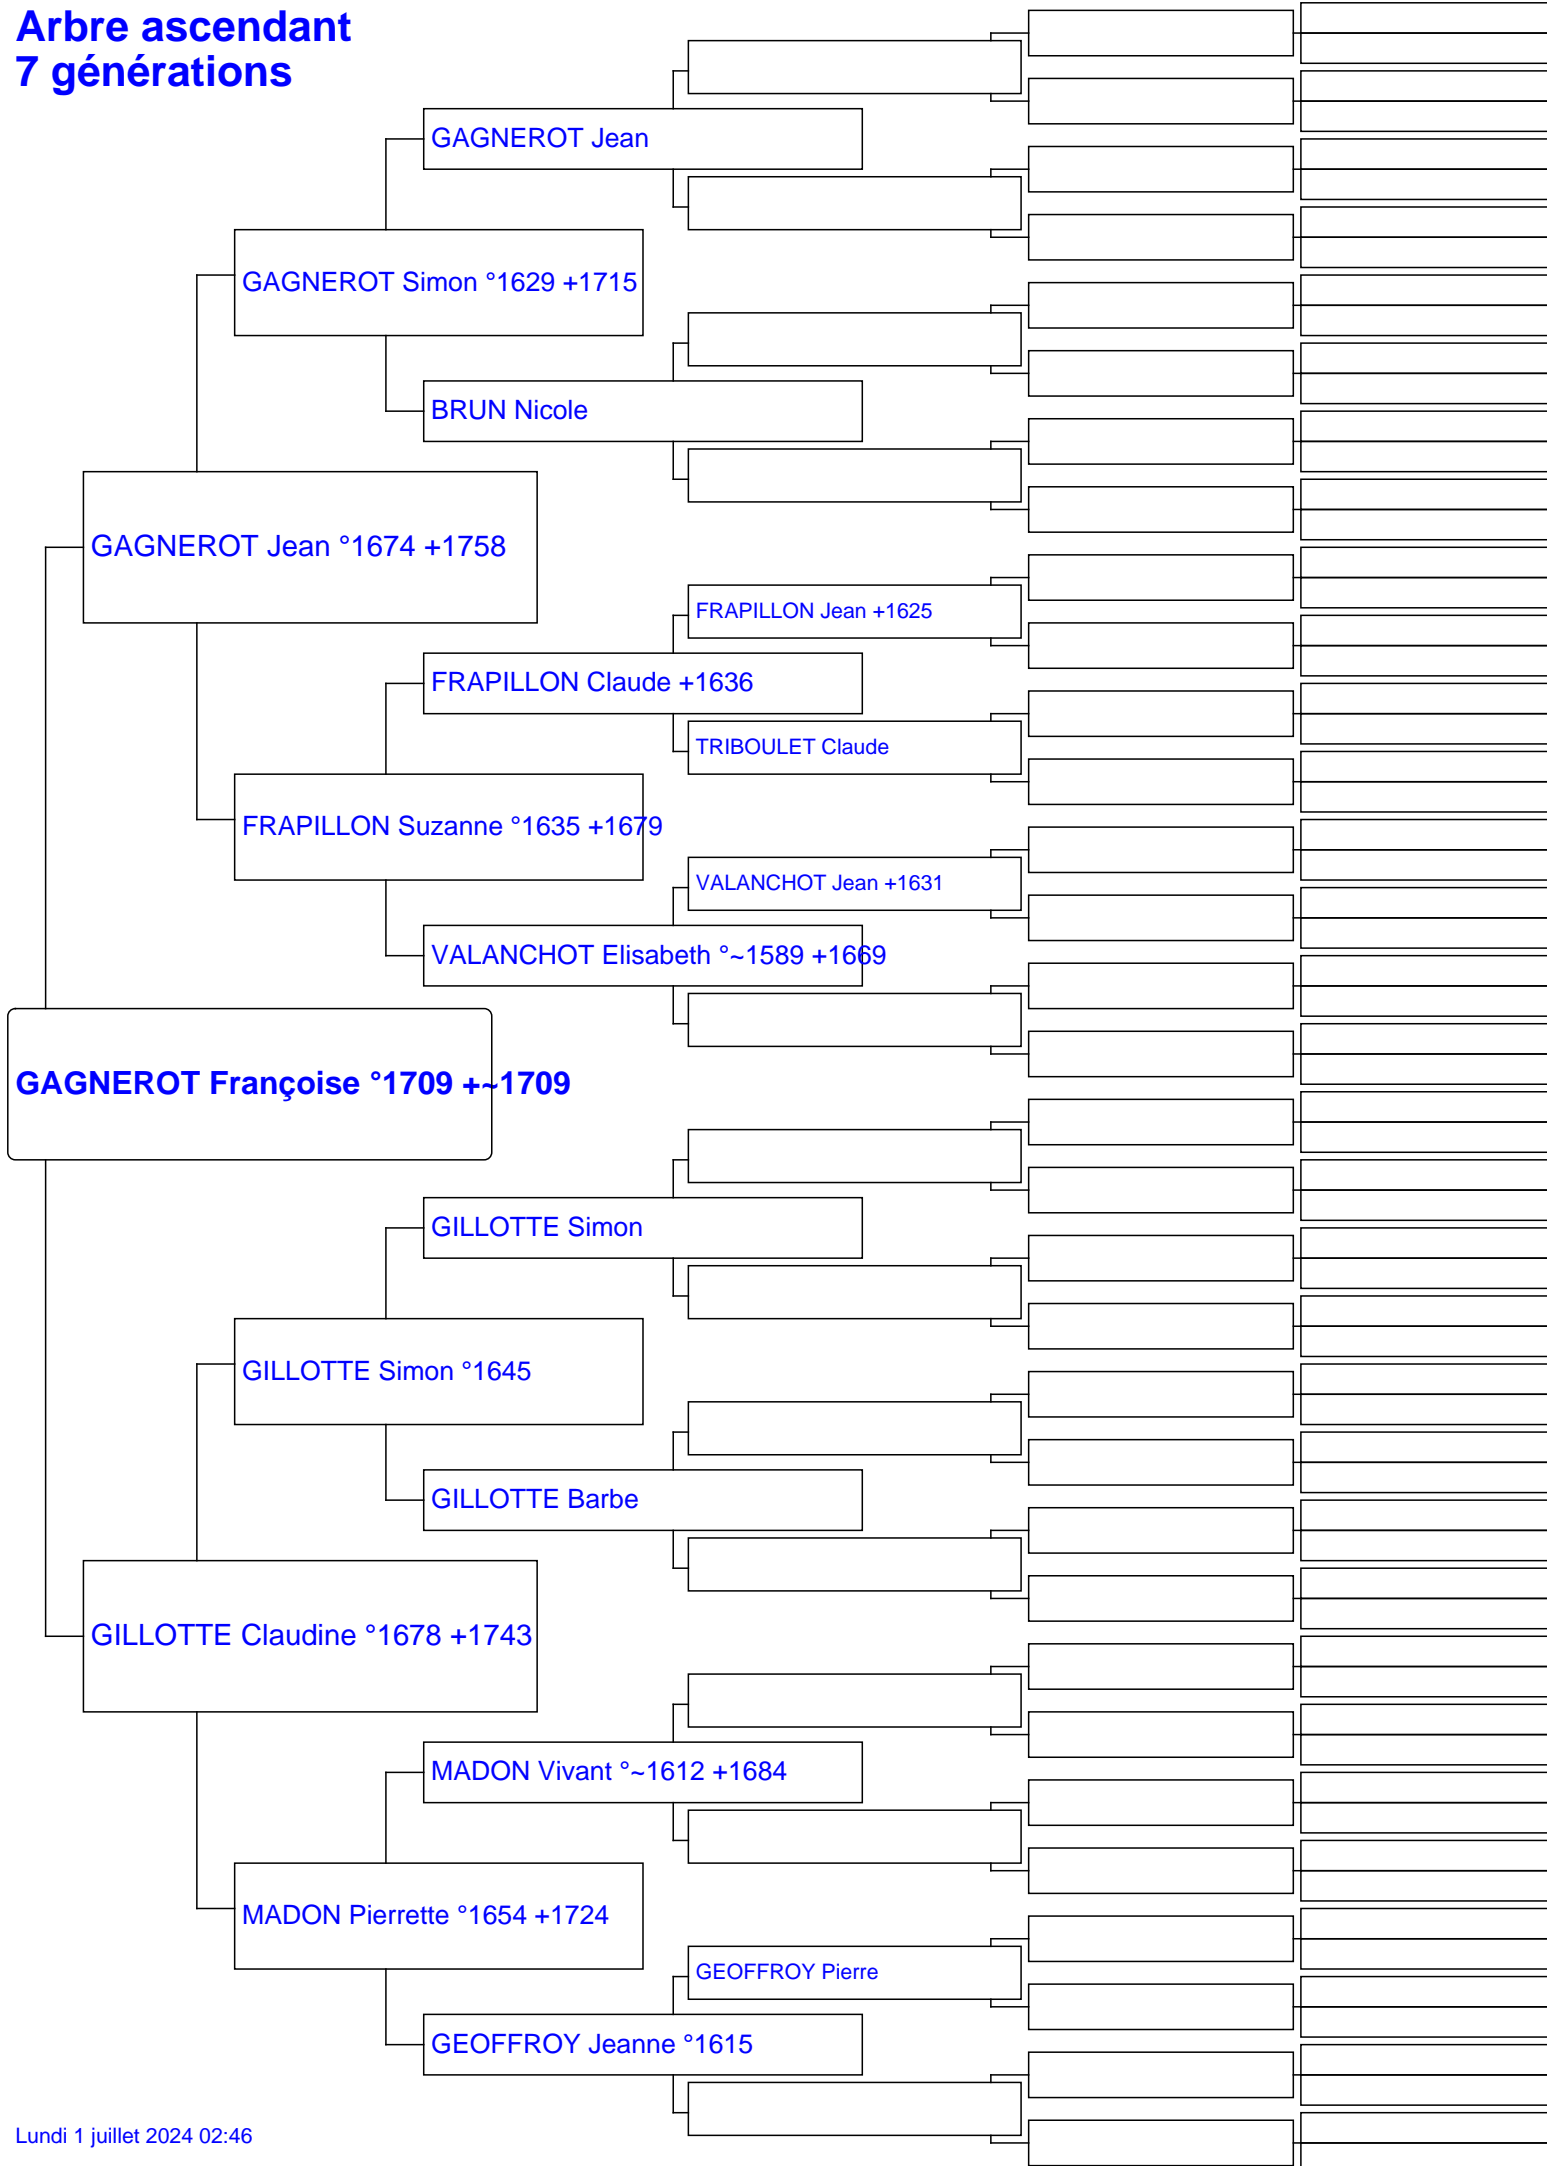 Arbre ascendant
7 générations
GAGNEROT Jean
GAGNEROT Simon °1629 +1715
BRUN Nicole
GAGNEROT Jean °1674 +1758
FRAPILLON Jean +1625
FRAPILLON Claude +1636
TRIBOULET Claude
FRAPILLON Suzanne °1635 +1679
VALANCHOT Jean +1631
VALANCHOT Elisabeth °~1589 +1669
GAGNEROT Françoise °1709 +~1709
GILLOTTE Simon
GILLOTTE Simon °1645
GILLOTTE Barbe
GILLOTTE Claudine °1678 +1743
MADON Vivant °~1612 +1684
MADON Pierrette °1654 +1724
GEOFFROY Pierre
GEOFFROY Jeanne °1615
Lundi 1 juillet 2024 02:46